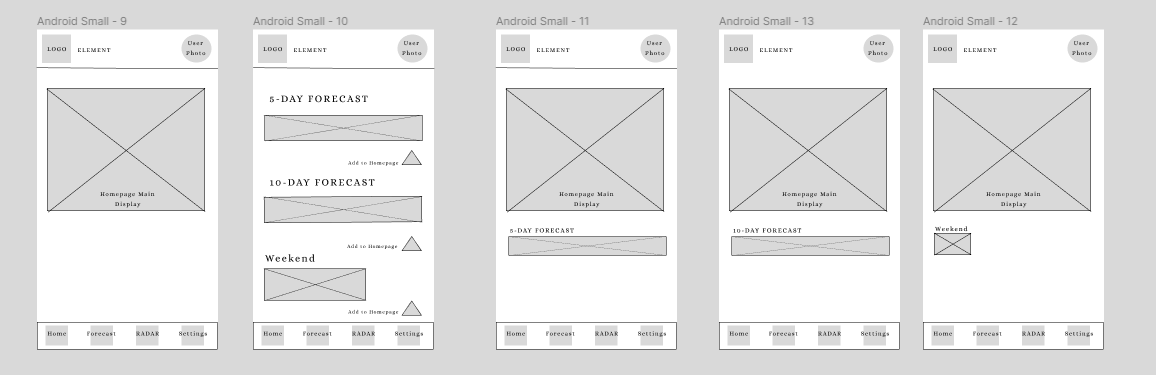 Android Small - 9
LOGO
ELEMENT
User
Photo
Homepage Main
Display
Home
Forecast
RADAR
Settings
Android Small - 10
LOGO
ELEMENT
User
Photo
5-DAY FORECAST
Add to Homepage
10-DAY FORECAST
Add to Homepage
Weekend
Add to Homepage
Home
Forecast
RADAR
Settings
Android Small - 11
LOGO
ELEMENT
User
Photo
Homepage Main
Display
5-DAY FORECAST
Home
Forecast
RADAR
Settings
Android Small - 13
LOGO
ELEMENT
User
Photo
Homepage Main
Display
10-DAY FORECAST
Home
Forecast
RADAR
Settings
Android Small - 12
LOGO
ELEMENT
User
Photo
Homepage Main
Display
Weekend
Home
Forecast
RADAR
Settings